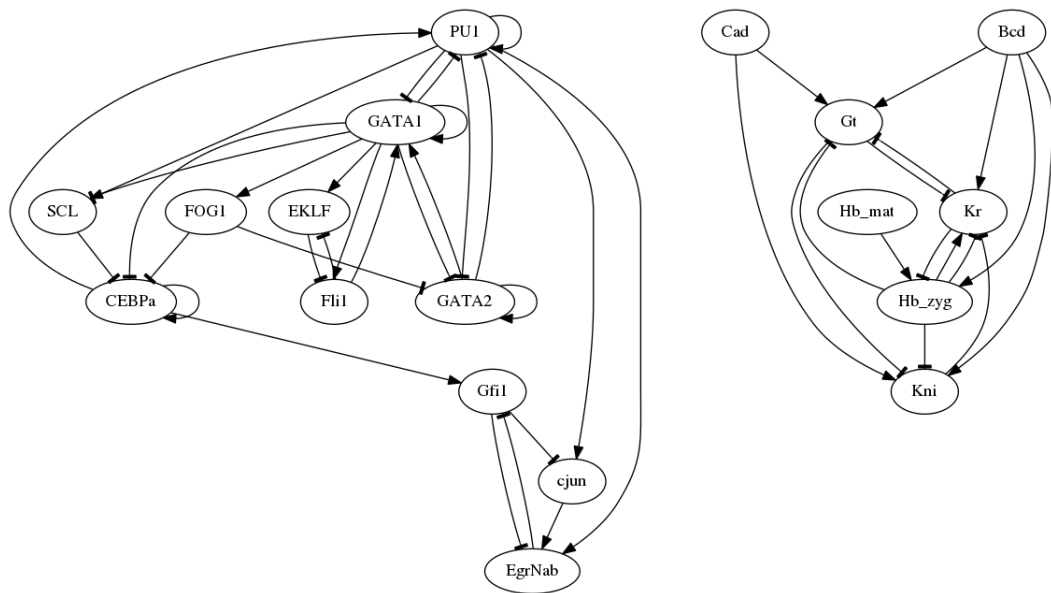 PU1
GATA1
SCL
FOG1
EKLF
CEBPa
Fli1
GATA2
Gfi1
cjun
EgrNab
Cad
Bcd
Gt
Hb_mat
Kr
Hb_zyg
Kni